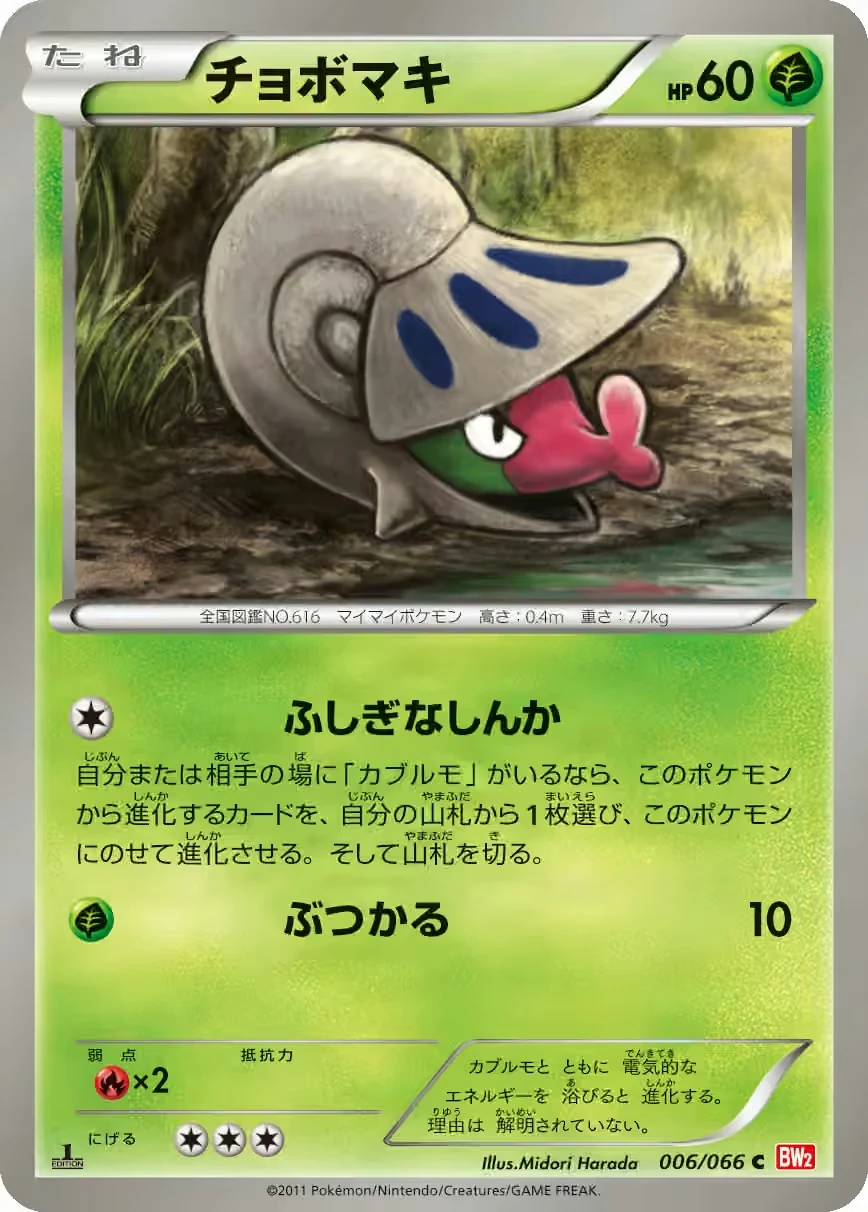 たね チョボマキ HP60
全国図鑑NO.616 マイマイポケモン 高さ:0.4m 重さ:7.7kg
ふしぎなしんか
自分または相手の場に「カブルモ」がいるなら、このポケモン
から進化するカードを、自分の山札から1枚選び、このポケモン
にのせて進化させる。そして山札を切る。
ぶつかる 10
弱点 抵抗力
×2
にげる
カブルモと ともに 電気的な
エネルギーを 浴びると 進化する。
理由は 解明されていない。
1 EDITION
Illus.Midori Harada 006/066 C BW2
©2011 Pokémon/Nintendo/Creatures/GAME FREAK.